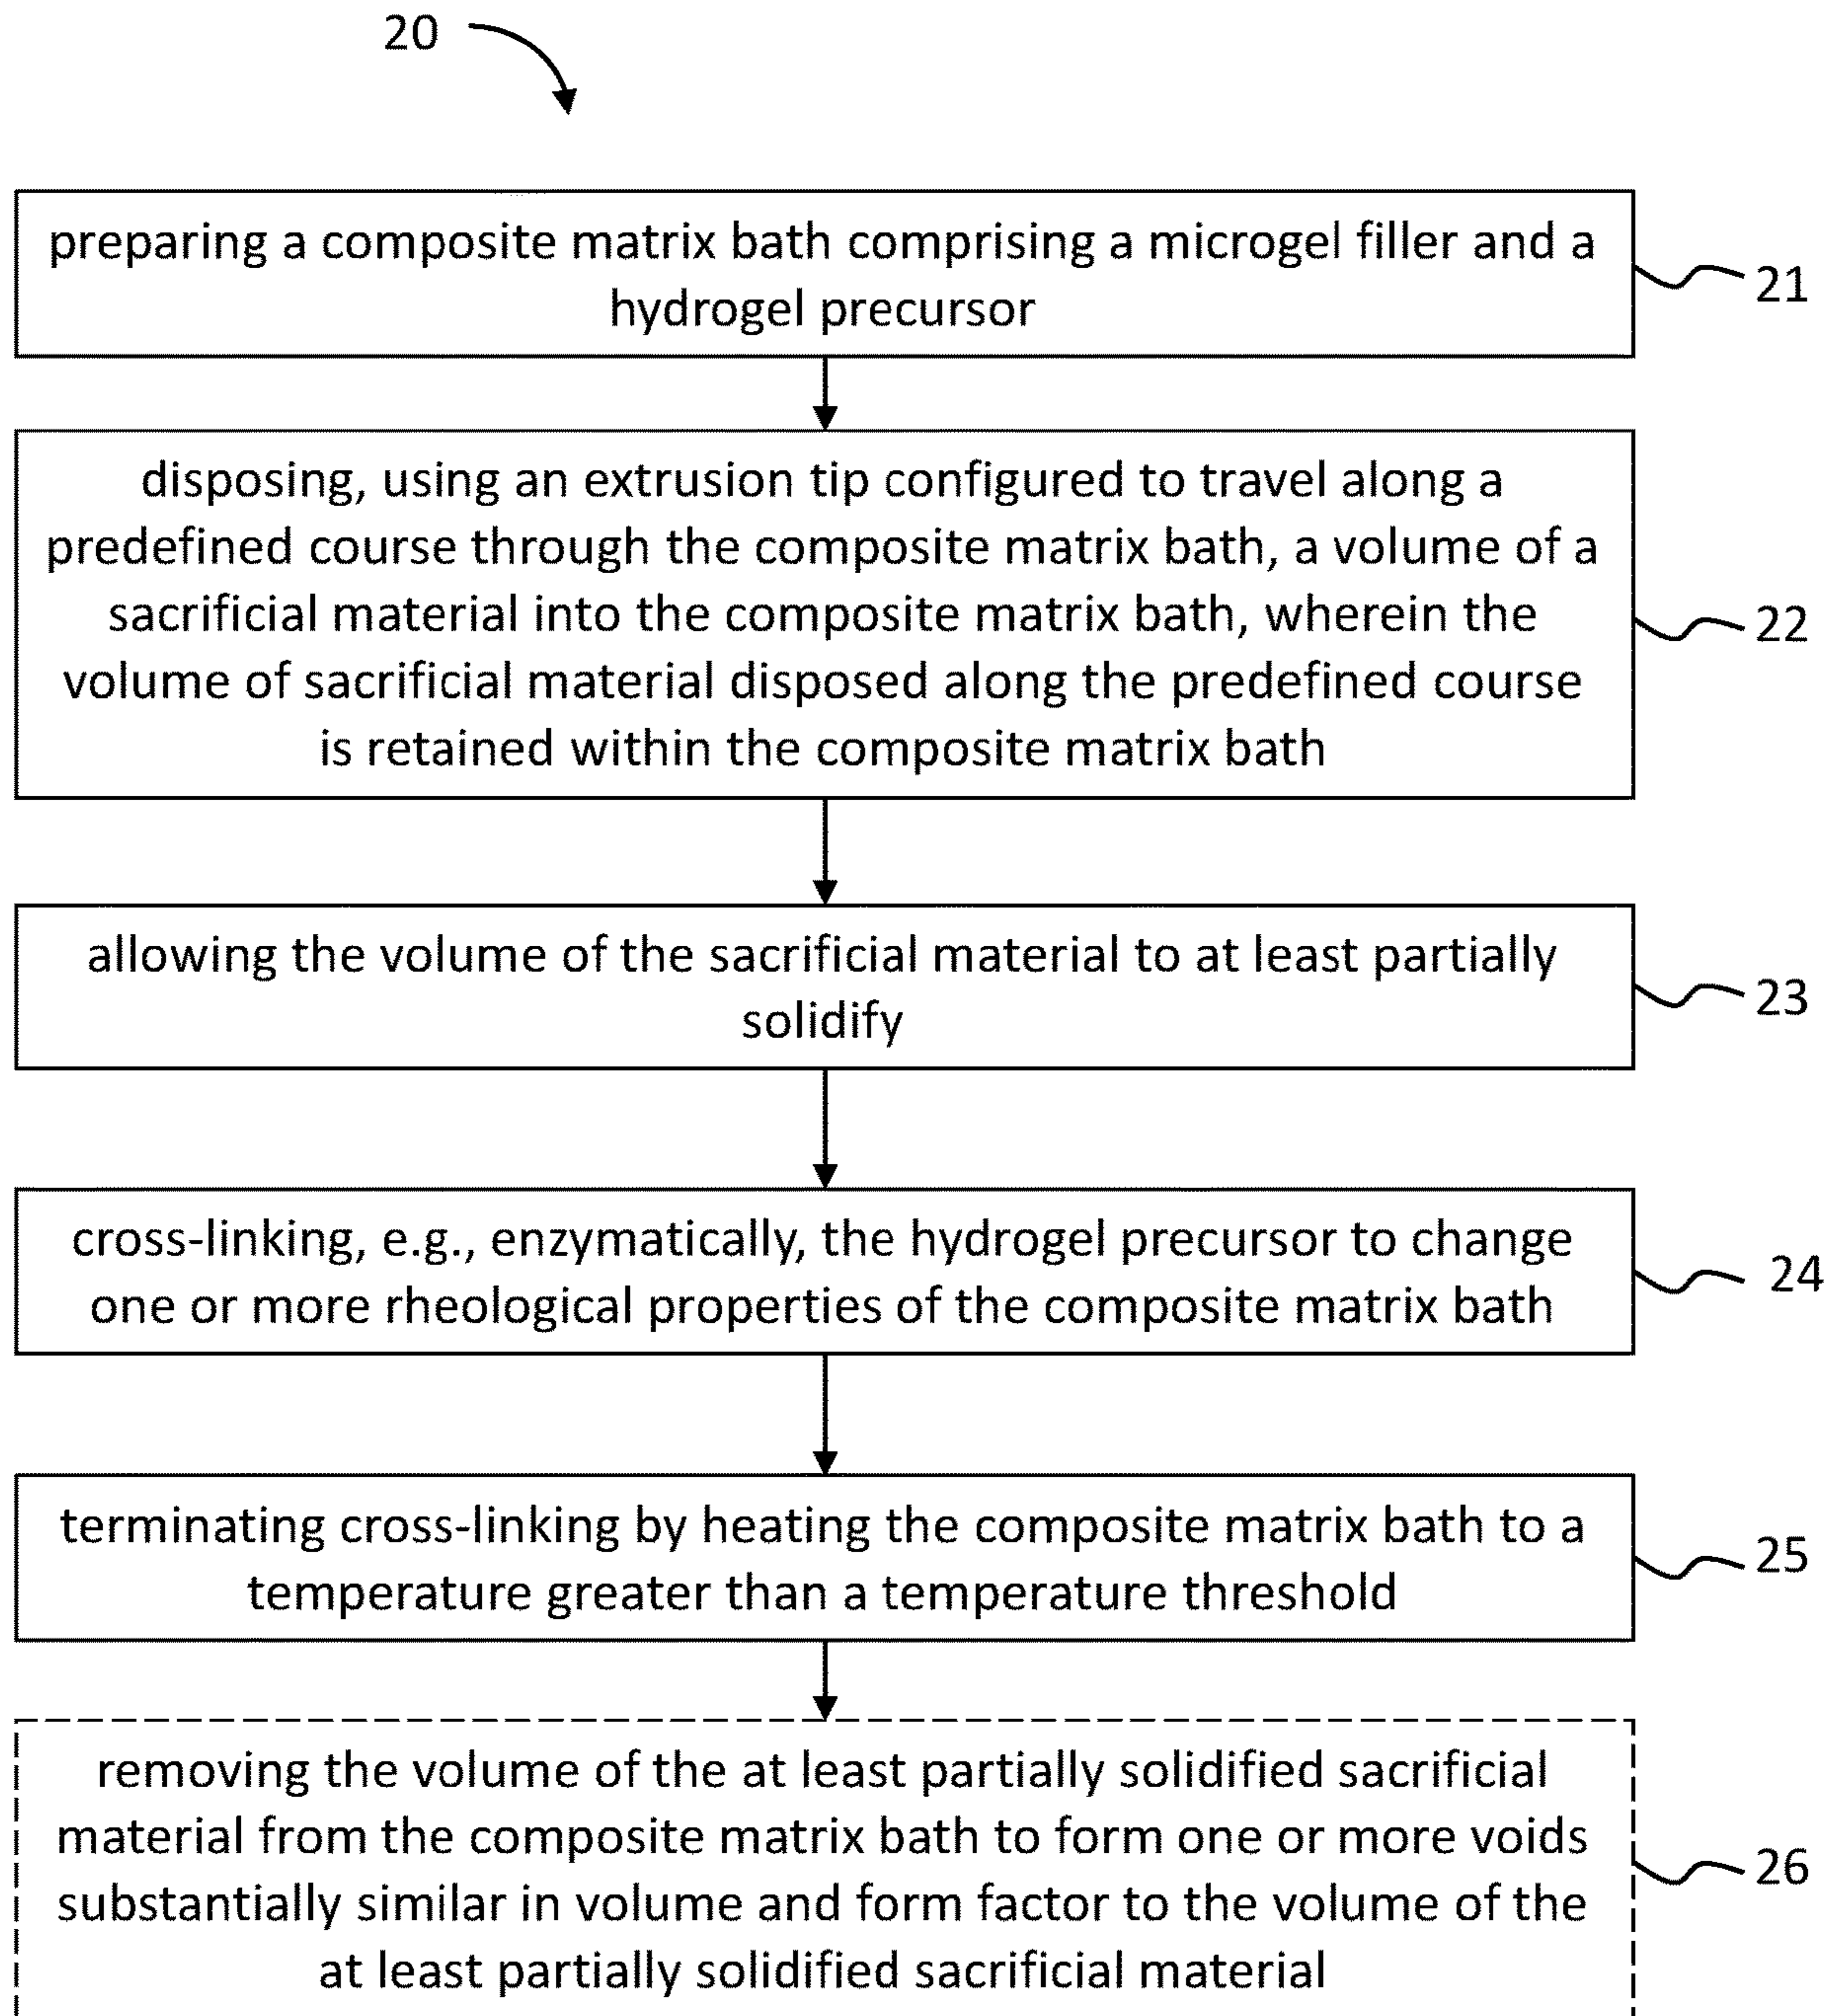 20
preparing a composite matrix bath comprising a microgel filler and a
hydrogel precursor
21
disposing, using an extrusion tip configured to travel along a
predefined course through the composite matrix bath, a volume of a
sacrificial material into the composite matrix bath, wherein the
volume of sacrificial material disposed along the predefined course
is retained within the composite matrix bath
22
allowing the volume of the sacrificial material to at least partially
solidify
23
cross-linking, e.g., enzymatically, the hydrogel precursor to change
one or more rheological properties of the composite matrix bath
24
terminating cross-linking by heating the composite matrix bath to a
temperature greater than a temperature threshold
25
removing the volume of the at least partially solidified sacrificial
material from the composite matrix bath to form one or more voids
substantially similar in volume and form factor to the volume of the
at least partially solidified sacrificial material
26